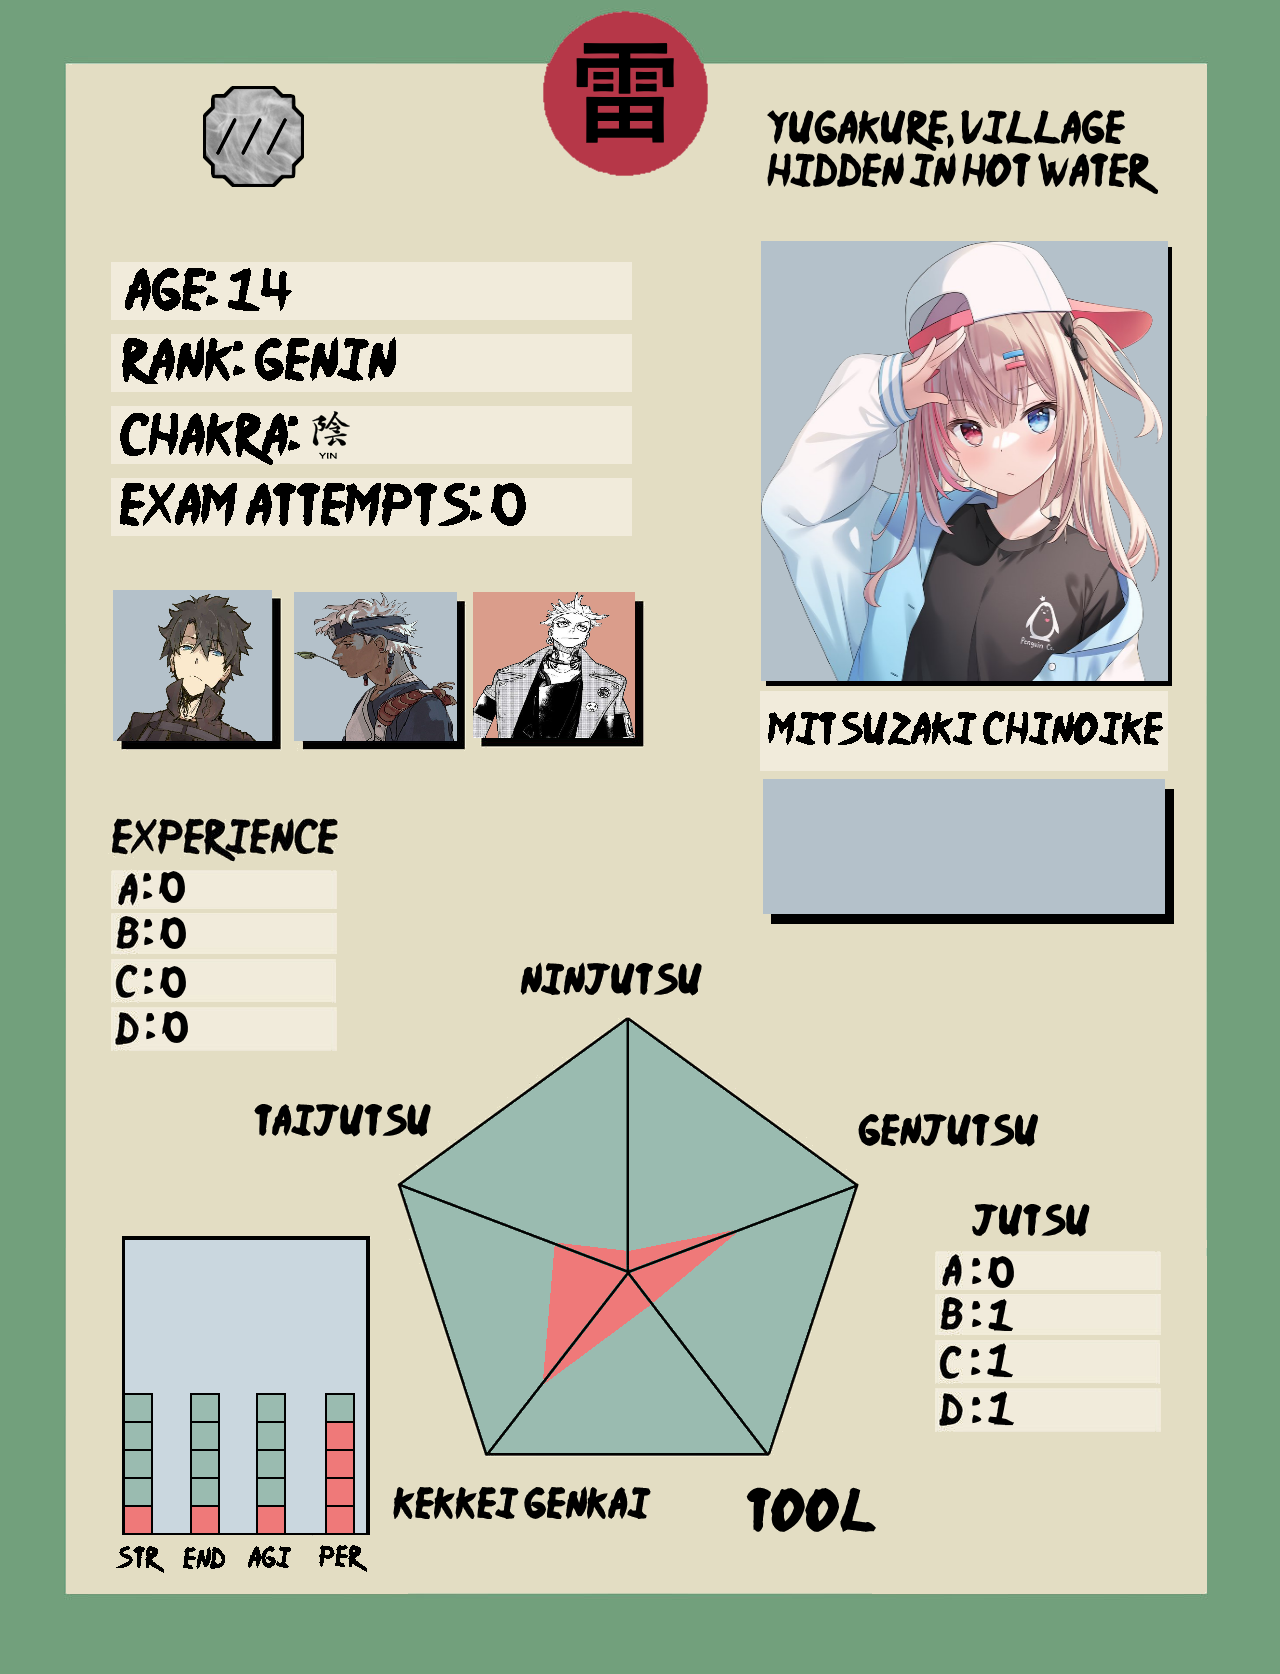 雷
YUGAKURE, VILLAGE
HIDDEN IN HOT WATER
AGE: 14
RANK: GENIN
CHAKRA: 陰
YIN
EXAM ATTEMPTS: 0
Penguin Co.
MITSUZAKI CHINOIKE
EXPERIENCE
A:0
B:0
C:0
D:0
NINJUTSU
TAIJUTSU
GENJUTSU
JUTSU
A:0
B:1
C:1
D:1
KEKKEI GENKAI
TOOL
STR END AGI PER